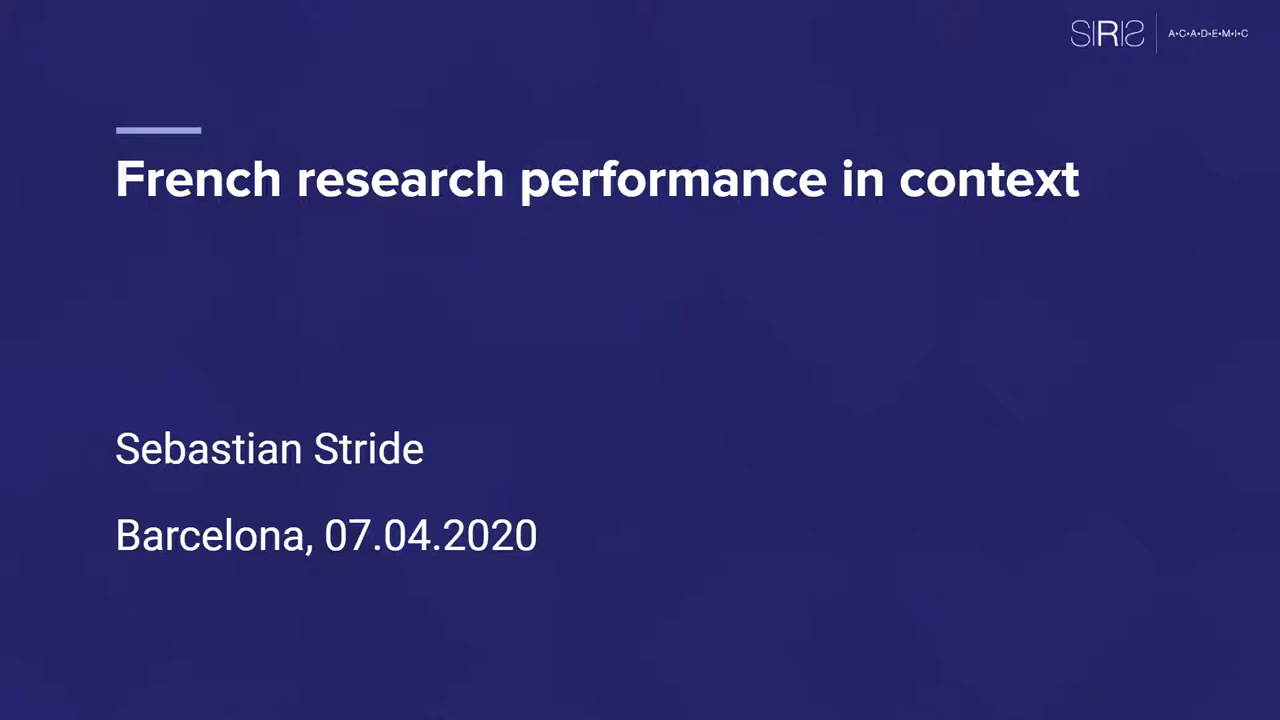 SIRIS A•C•A•D•E•M•I•C
French research performance in context
Sebastian Stride
Barcelona, 07.04.2020